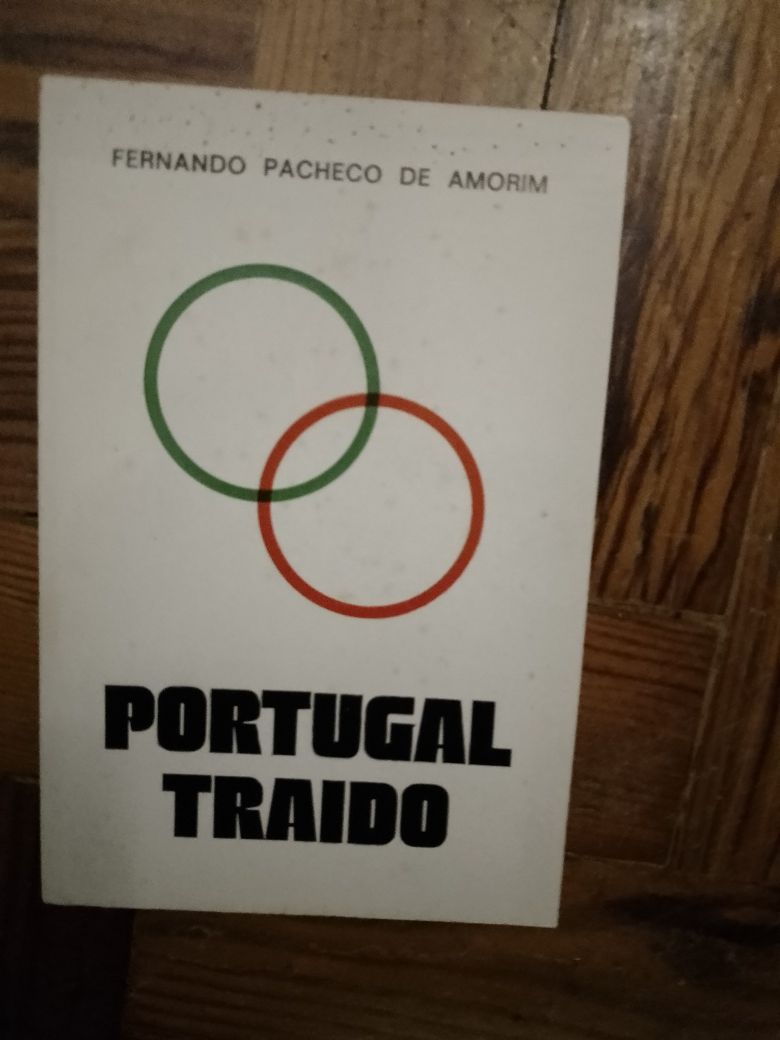 FERNANDO PACHECO DE AMORIM
PORTUGAL
TRAIDO